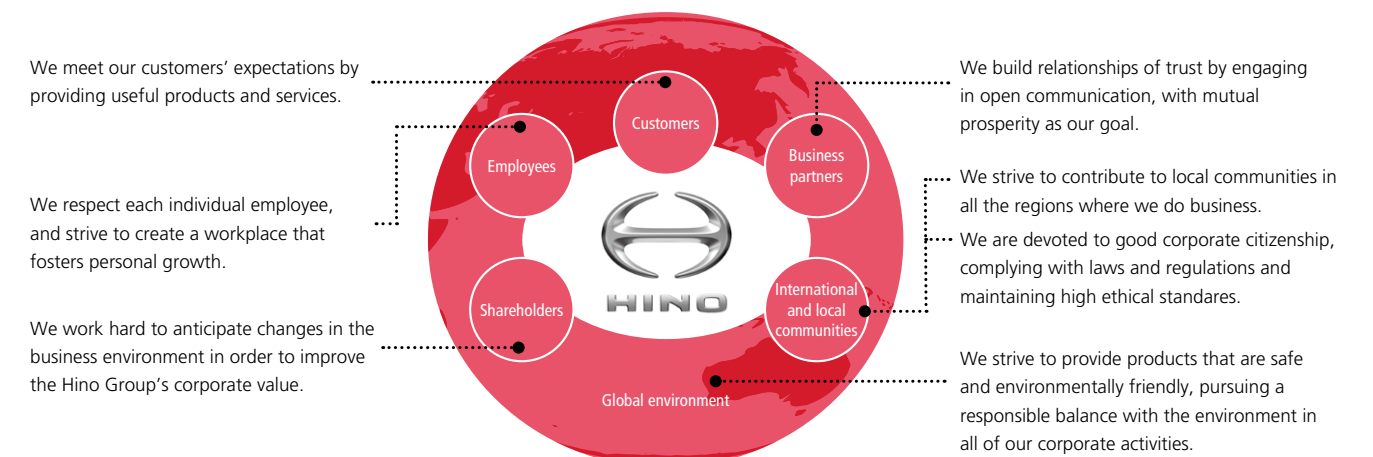 We meet our customers’ expectations by
providing useful products and services.
We respect each individual employee,
and strive to create a workplace that
fosters personal growth.
We work hard to anticipate changes in the
business environment in order to improve
the Hino Group’s corporate value.
Customers
Employees
Business
partners
HINO
Shareholders
International
and local
communities
Global environment
We build relationships of trust by engaging
in open communication, with mutual
prosperity as our goal.
We strive to contribute to local communities in
all the regions where we do business.
We are devoted to good corporate citizenship,
complying with laws and regulations and
maintaining high ethical standares.
We strive to provide products that are safe
and environmentally friendly, pursuing a
responsible balance with the environment in
all of our corporate activities.